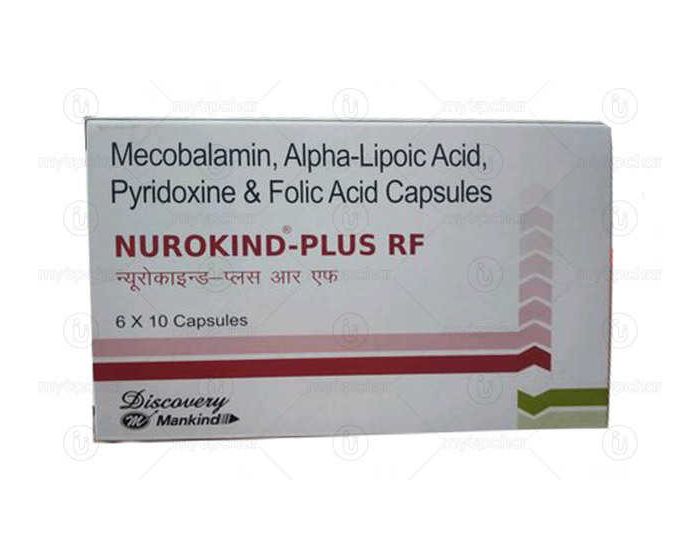 Mecobalamin, Alpha-Lipoic Acid,
Pyridoxine & Folic Acid Capsules
NUROKIND®-PLUS RF
न्यूरोकाइन्ड–प्लस आर एफ
6 X 10 Capsules
Discovery
M Mankind